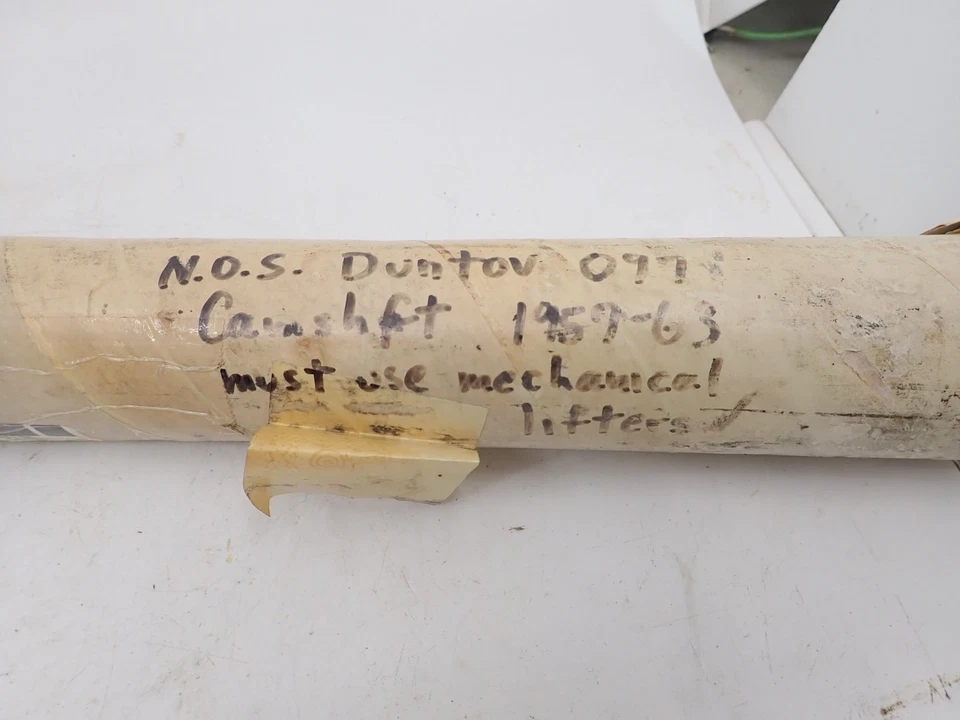 N.O.S. Duntov 097
Camshft 1957-63
must use mechanical
lifters